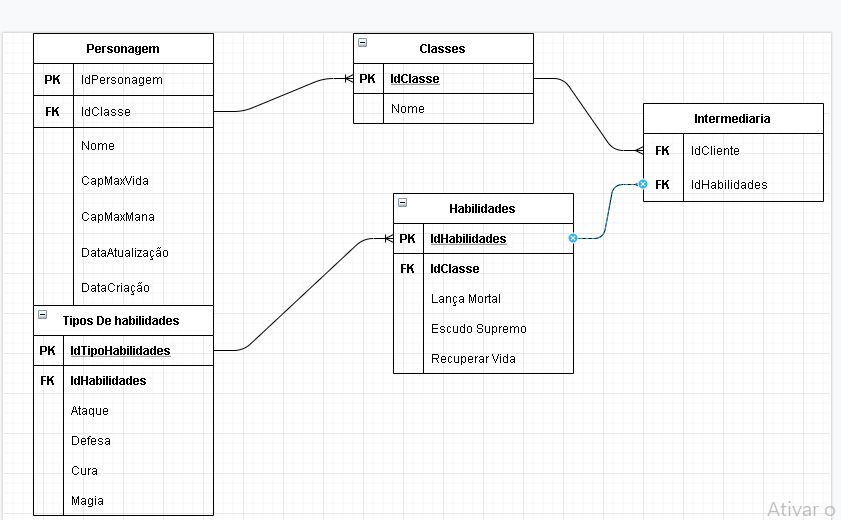 Personagem
PK IdPersonagem
FK IdClasse
Nome
CapMaxVida
CapMaxMana
DataAtualização
DataCriação
Tipos De habilidades
PK IdTipoHabilidades
FK IdHabilidades
Ataque
Defesa
Cura
Magia
Classes
PK IdClasse
Nome
Habilidades
PK IdHabilidades
FK IdClasse
Lança Mortal
Escudo Supremo
Recuperar Vida
Intermediaria
FK IdCliente
FK IdHabilidades
Ativar o